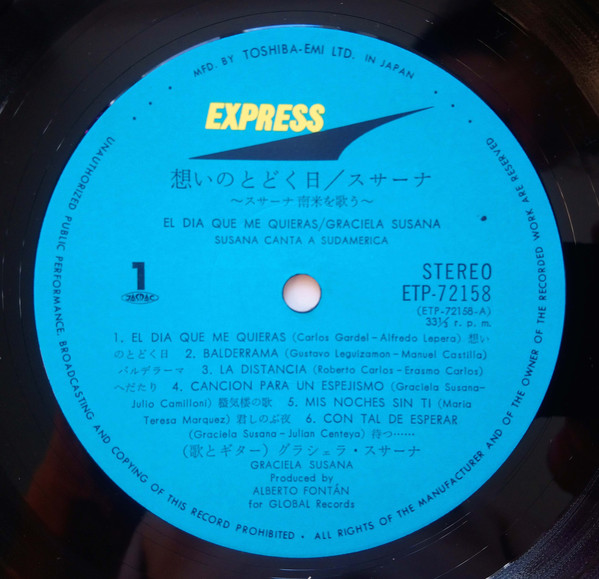 MFD. BY TOSHIBA-EMI LTD. IN JAPAN
EXPRESS
想いのとどく日/スサーナ
〜スサーナ 南米を歌う〜
EL DIA QUE ME QUIERAS/GRACIELA SUSANA
SUSANA CANTA A SUDAMERICA
1
STEREO
ETP-72158
(ETP-72158-A)
33⅓ r. p. m.
1. EL DIA QUE ME QUIERAS (Carlos Gardel–Alfredo Lepera) 想い
のとどく日 2. BALDERRAMA (Gustavo Leguizamon–Manuel Castilla)
バルデラーマ 3. LA DISTANCIA (Roberto Carlos–Erasmo Carlos)
へだたり 4. CANCION PARA UN ESPEJISMO (Graciela Susana–
Julio Camilloni) 蜃気楼の歌 5. MIS NOCHES SIN TI (Maria
Teresa Marquez) 君しのぶ夜 6. CON TAL DE ESPERAR
(Graciela Susana–Julian Centeya) 待つ……
(歌とギター) グラシェラ・スサーナ
GRACIELA SUSANA
Produced by
ALBERTO FONTÁN
for GLOBAL Records
UNAUTHORIZED PUBLIC PERFORMANCE, BROADCASTING AND COPYING OF THIS RECORD PROHIBITED • ALL RIGHTS OF THE MANUFACTURER AND OF THE OWNER OF THE RECORDED WORK ARE RESERVED